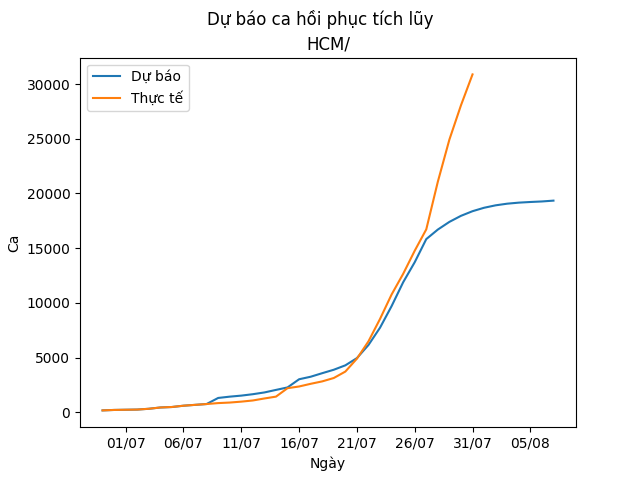 Dự báo ca hồi phục tích lũy
HCM/
Dự báo
Thực tế
30000
25000
20000
15000
10000
5000
0
Ca
01/07 06/07 11/07 16/07 21/07 26/07 31/07 05/08
Ngày